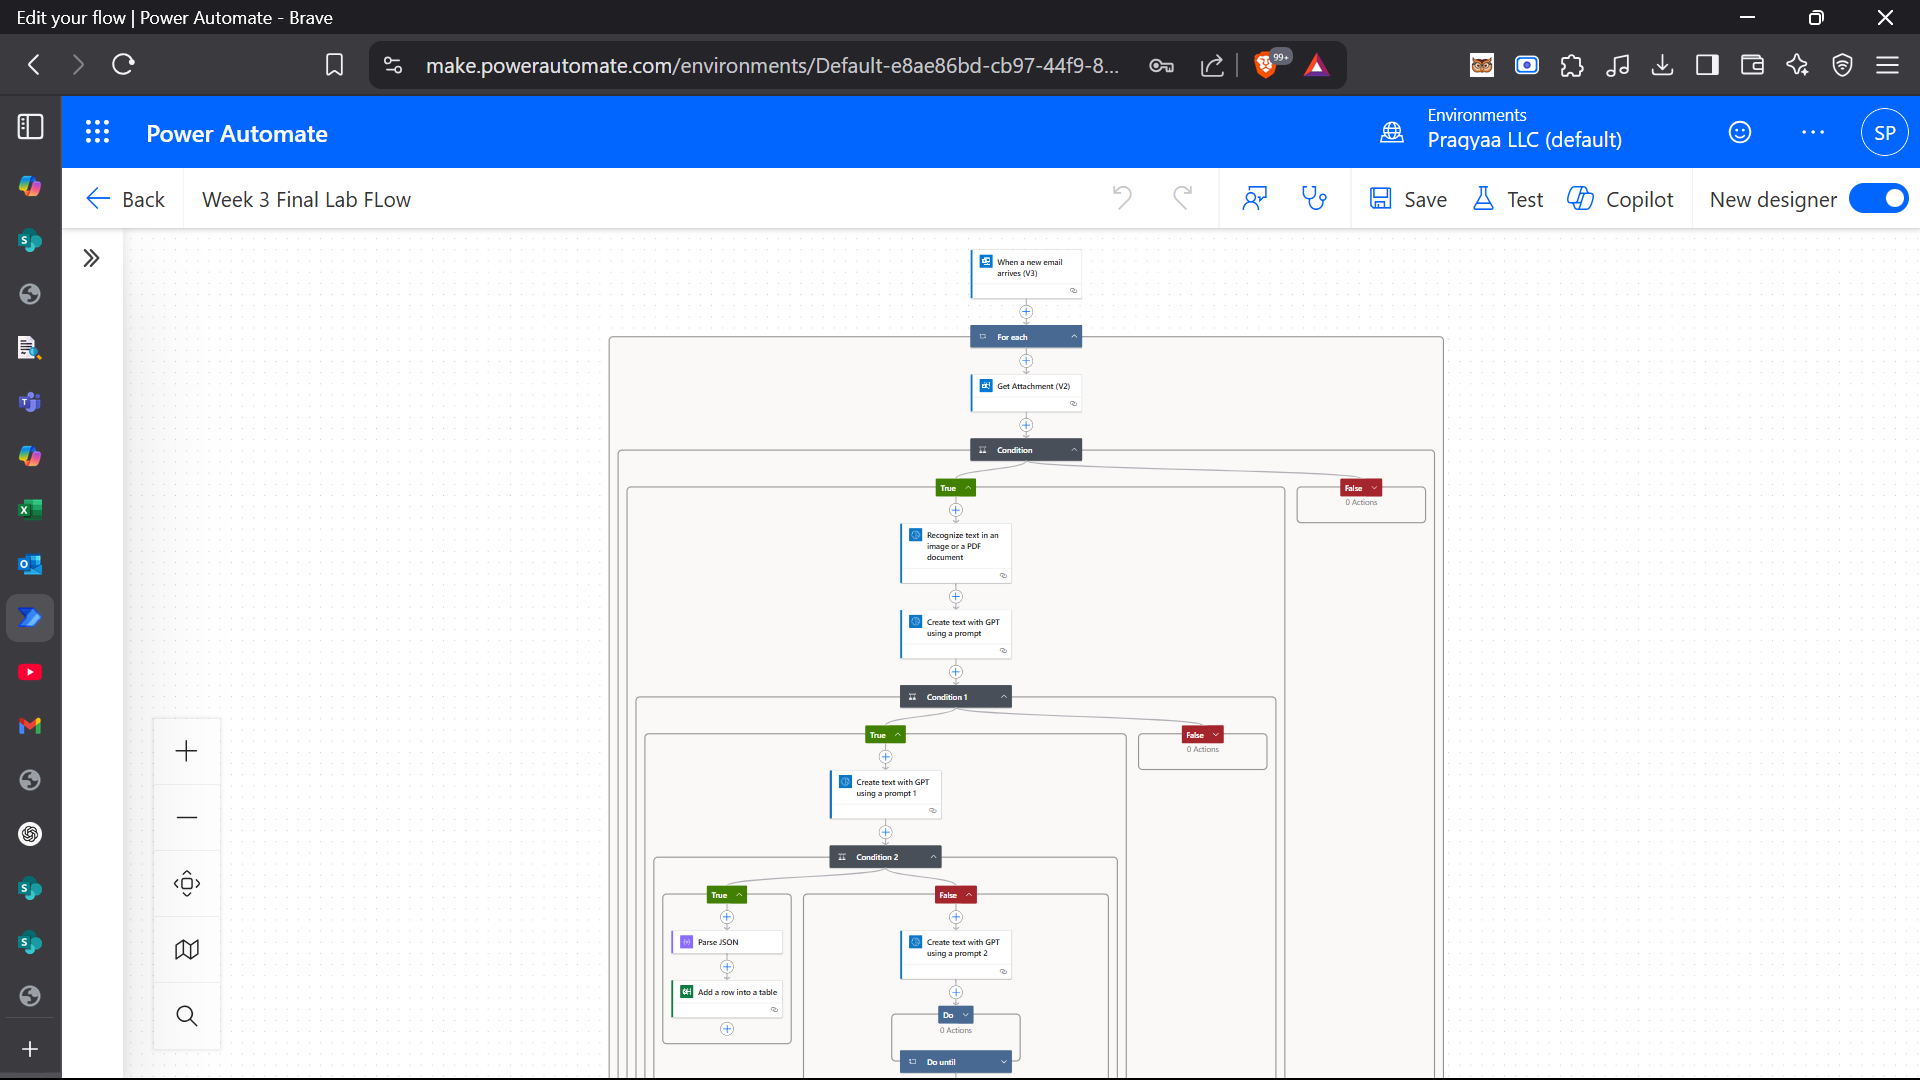 Edit your flow | Power Automate - Brave
make.powerautomate.com/environments/Default-e8ae86bd-cb97-44f9-8...
99+
Power Automate
Environments
Praqyaa LLC (default)
SP
Back
Week 3 Final Lab FLow
Save
Test
Copilot
New designer
When a new email
arrives (V3)
For each
Get Attachment (V2)
Condition
True
False
0 Actions
Recognize text in an
image or a PDF
document
Create text with GPT
using a prompt
Condition 1
True
False
0 Actions
Create text with GPT
using a prompt 1
Condition 2
True
False
Parse JSON
Create text with GPT
using a prompt 2
Add a row into a table
Do
0 Actions
Do until